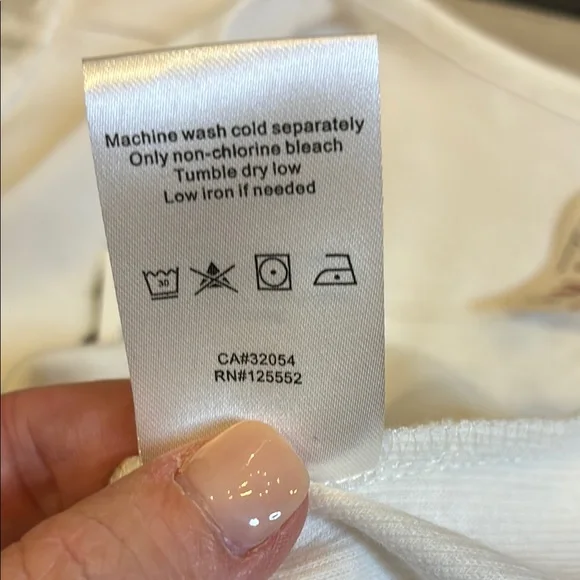 Machine wash cold separately
Only non-chlorine bleach
Tumble dry low
Low iron if needed
30
CA#32054
RN#125552